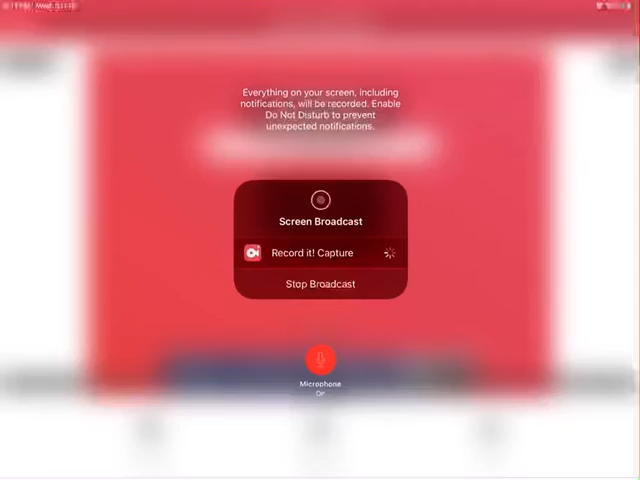 Everything on your screen, including
notifications, will be recorded. Enable
Do Not Disturb to prevent
unexpected notifications.
Screen Broadcast
Record it! Capture
Stop Broadcast
Microphone